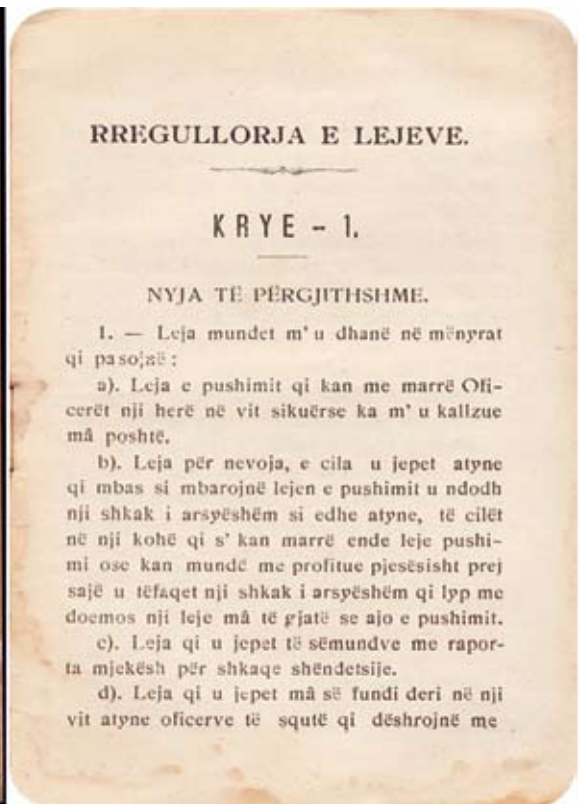 RREGULLORJA E LEJEVE.
KRYE – 1.
NYJA TË PËRGJITHSHME.
1. — Leja mundet m' u dhanë në mënyrat
qi pasojnë :
a). Leja e pushimit qi kan me marrë Ofi-
cerët nji herë në vit sikuërse ka m' u kallzue
mâ poshtë.
b). Leja për nevoja, e cila u jepet atyne
qi mbas si mbarojnë lejen e pushimit u ndodh
nji shkak i arsyëshëm si edhe atyne, të cilët
në nji kohë qi s' kan marrë ende leje pushi-
mi ose kan mundë me profitue pjesësisht prej
sajë u tëfaqet nji shkak i arsyëshëm qi lyp me
doemos nji leje mâ të gjatë se ajo e pushimit.
c). Leja qi u jepet të sëmundve me rapor-
ta mjekësh për shkaqe shëndetsije.
d). Leja qi u jepet mâ së fundi deri në nji
vit atyne oficerve të squtë qi dëshrojnë me